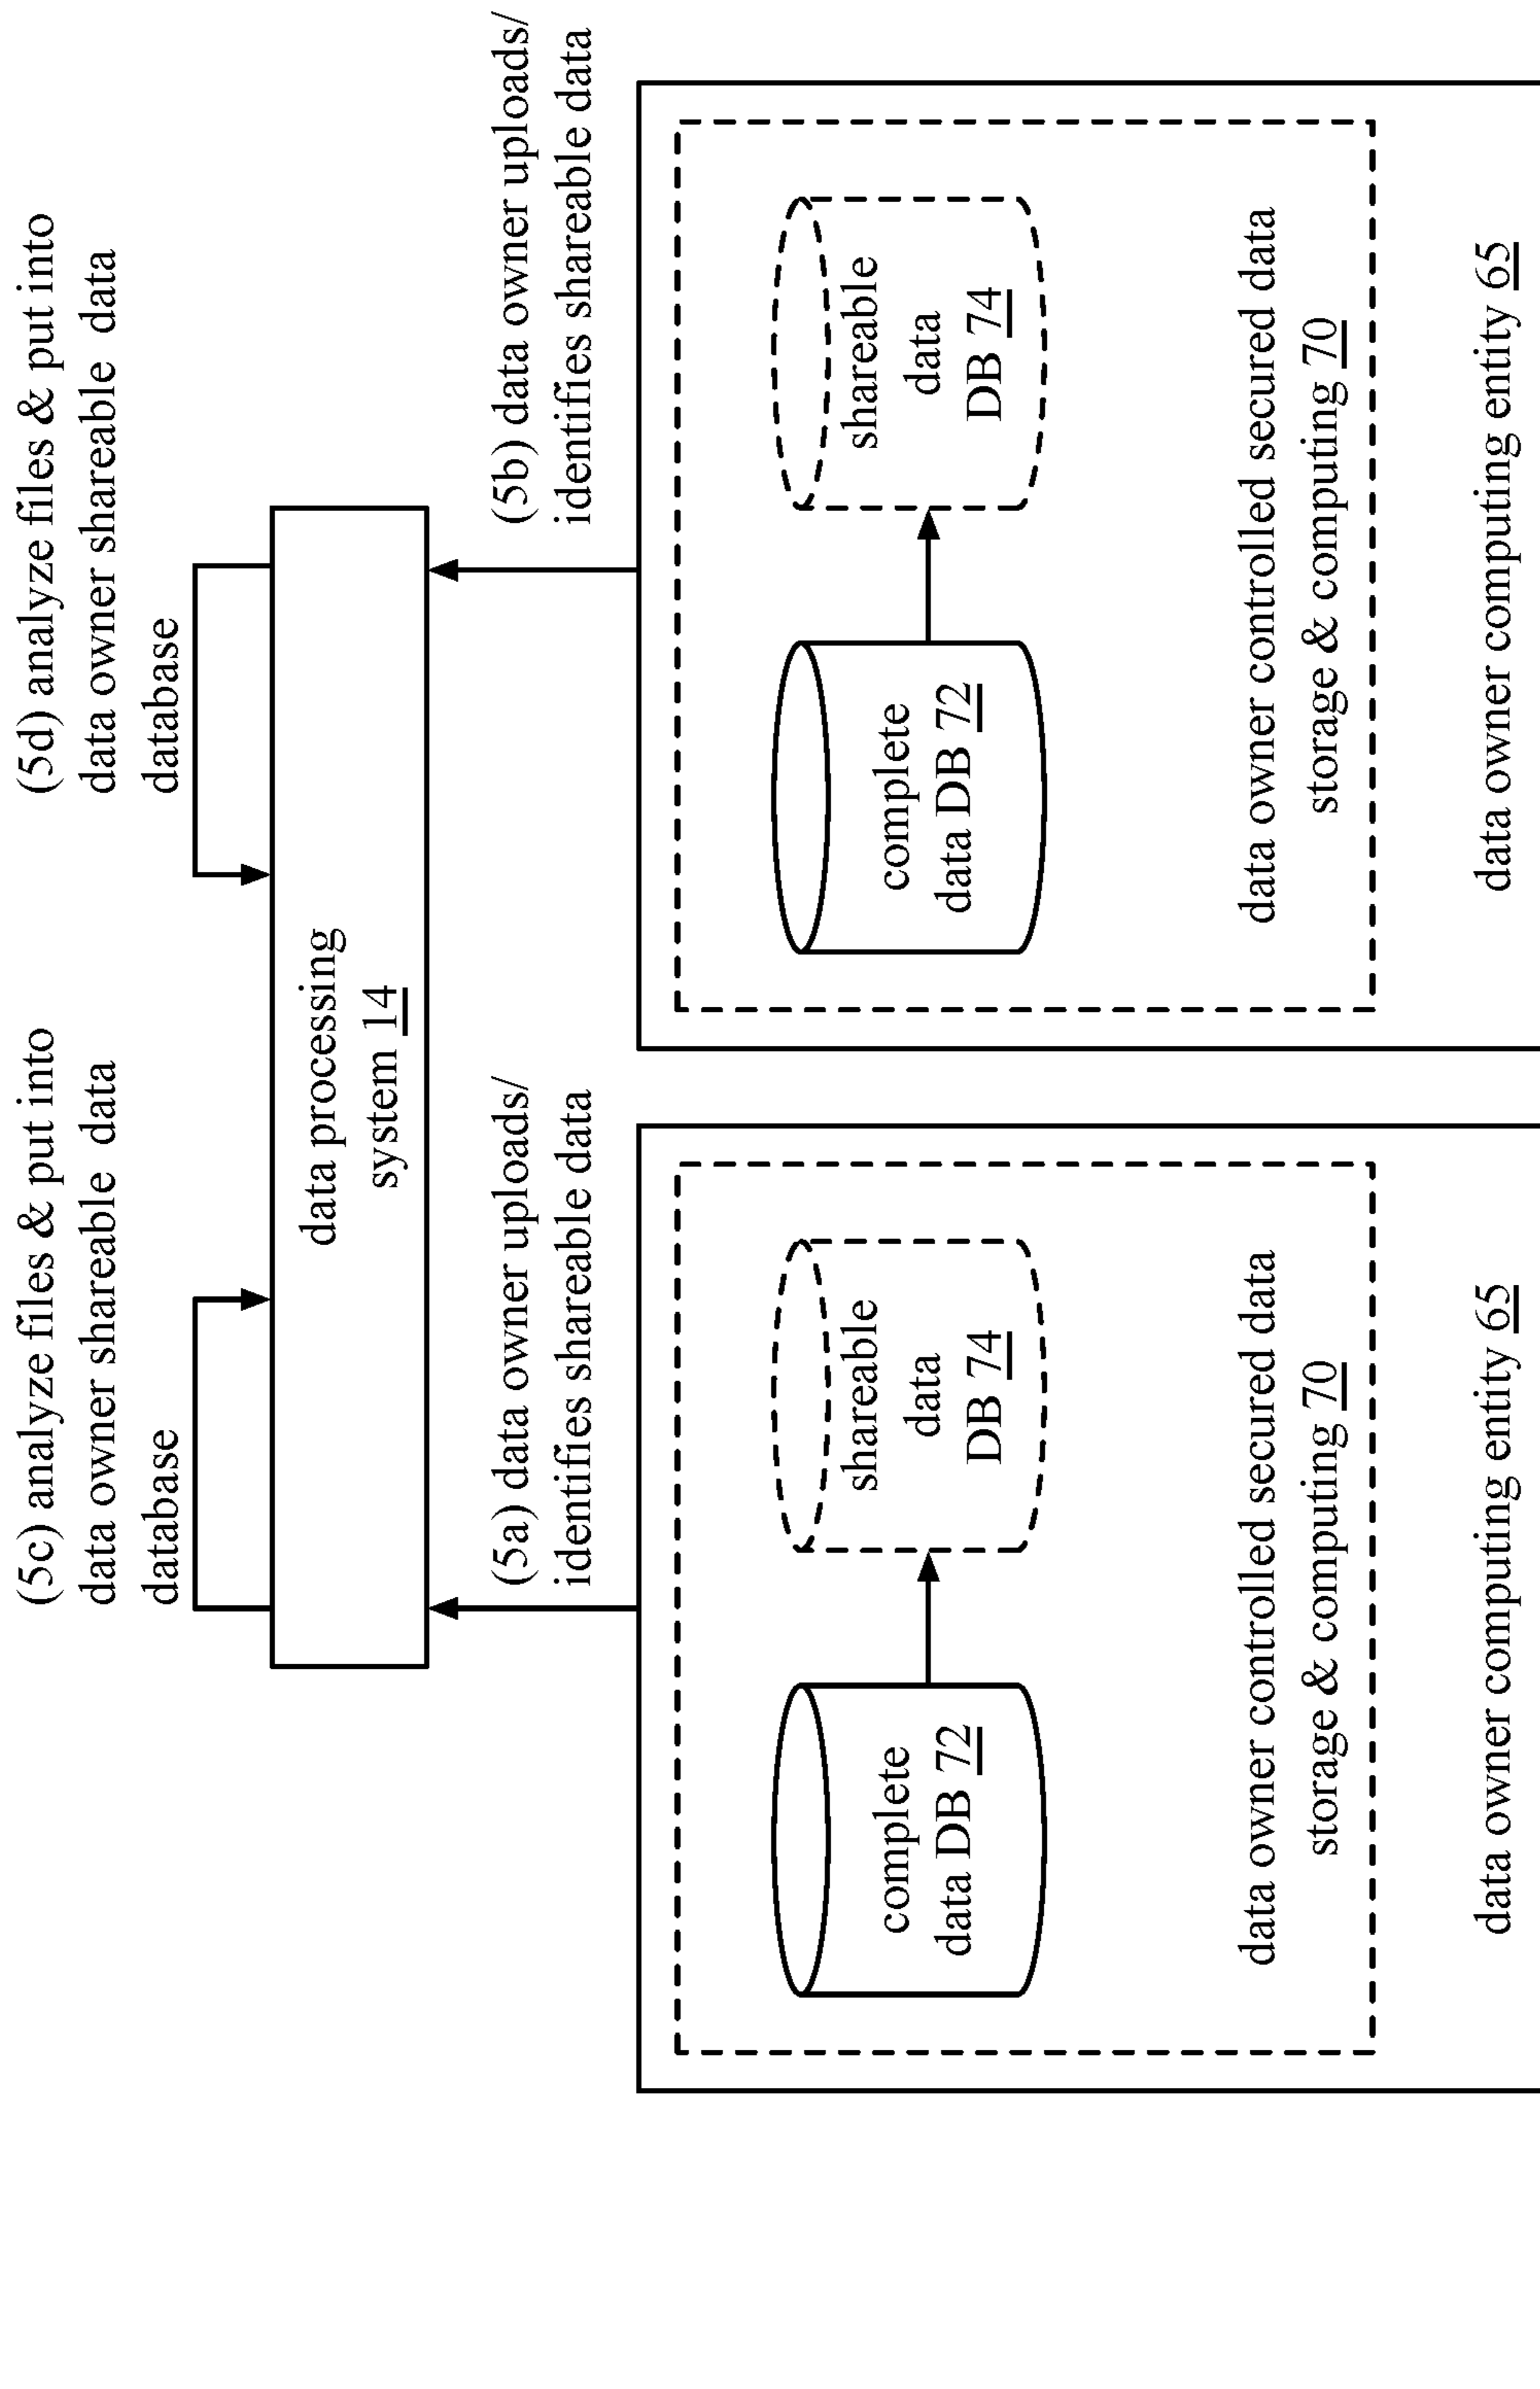 (5c) analyze files & put into
data owner shareable data
database
(5d) analyze files & put into
data owner shareable data
database
data processing
system 14
(5a) data owner uploads/
identifies shareable data
(5b) data owner uploads/
identifies shareable data
complete
data DB 72
shareable
data
DB 74
data owner controlled secured data
storage & computing 70
data owner computing entity 65
complete
data DB 72
shareable
data
DB 74
data owner controlled secured data
storage & computing 70
data owner computing entity 65